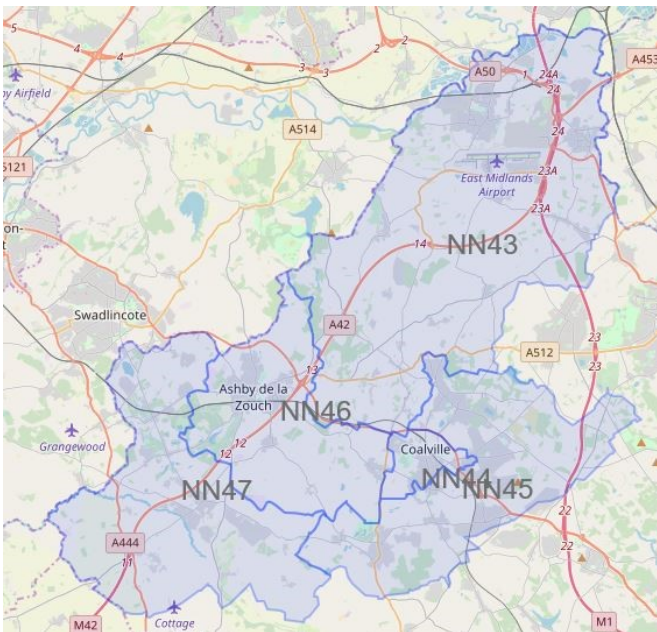 5
4
4
3
3
2
2
A50
1
24A
24
A453
y Airfield
A514
24
5121
East Midlands
Airport
23A
23A
on-
t
14
NN43
Swadlincote
A42
A512
23
23
13
Ashby de la
Zouch
NN46
Grangewood
12
12
Coalville
NN44
NN45
NN47
22
22
A444
11
M42
Cottage
M1